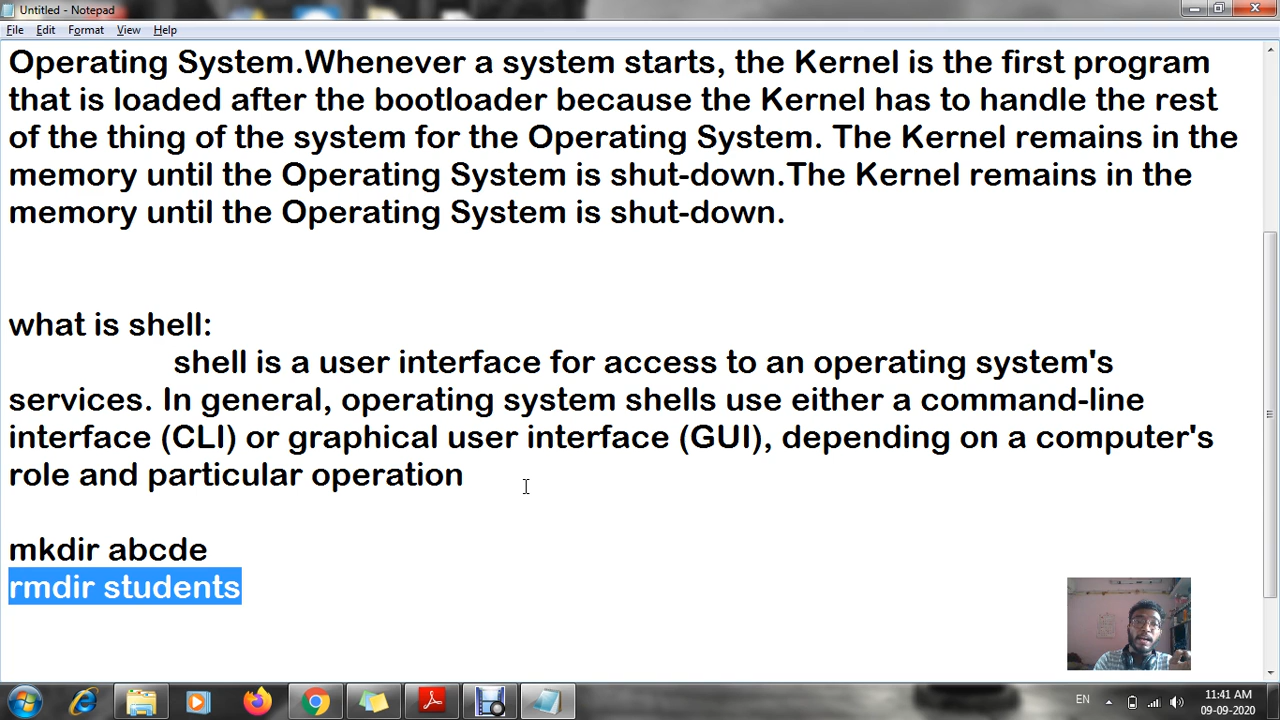 Untitled - Notepad
File Edit Format View Help
Operating System.Whenever a system starts, the Kernel is the first program
that is loaded after the bootloader because the Kernel has to handle the rest
of the thing of the system for the Operating System. The Kernel remains in the
memory until the Operating System is shut-down.The Kernel remains in the
memory until the Operating System is shut-down.
what is shell:
shell is a user interface for access to an operating system's
services. In general, operating system shells use either a command-line
interface (CLI) or graphical user interface (GUI), depending on a computer's
role and particular operation
mkdir abcde
rmdir students
EN
11:41 AM
09-09-2020